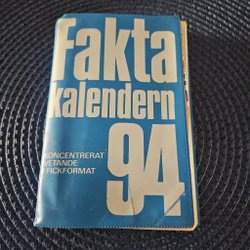 Fakta
kalendern
94
KONCENTRERAT
VETANDE
I FICKFORMAT